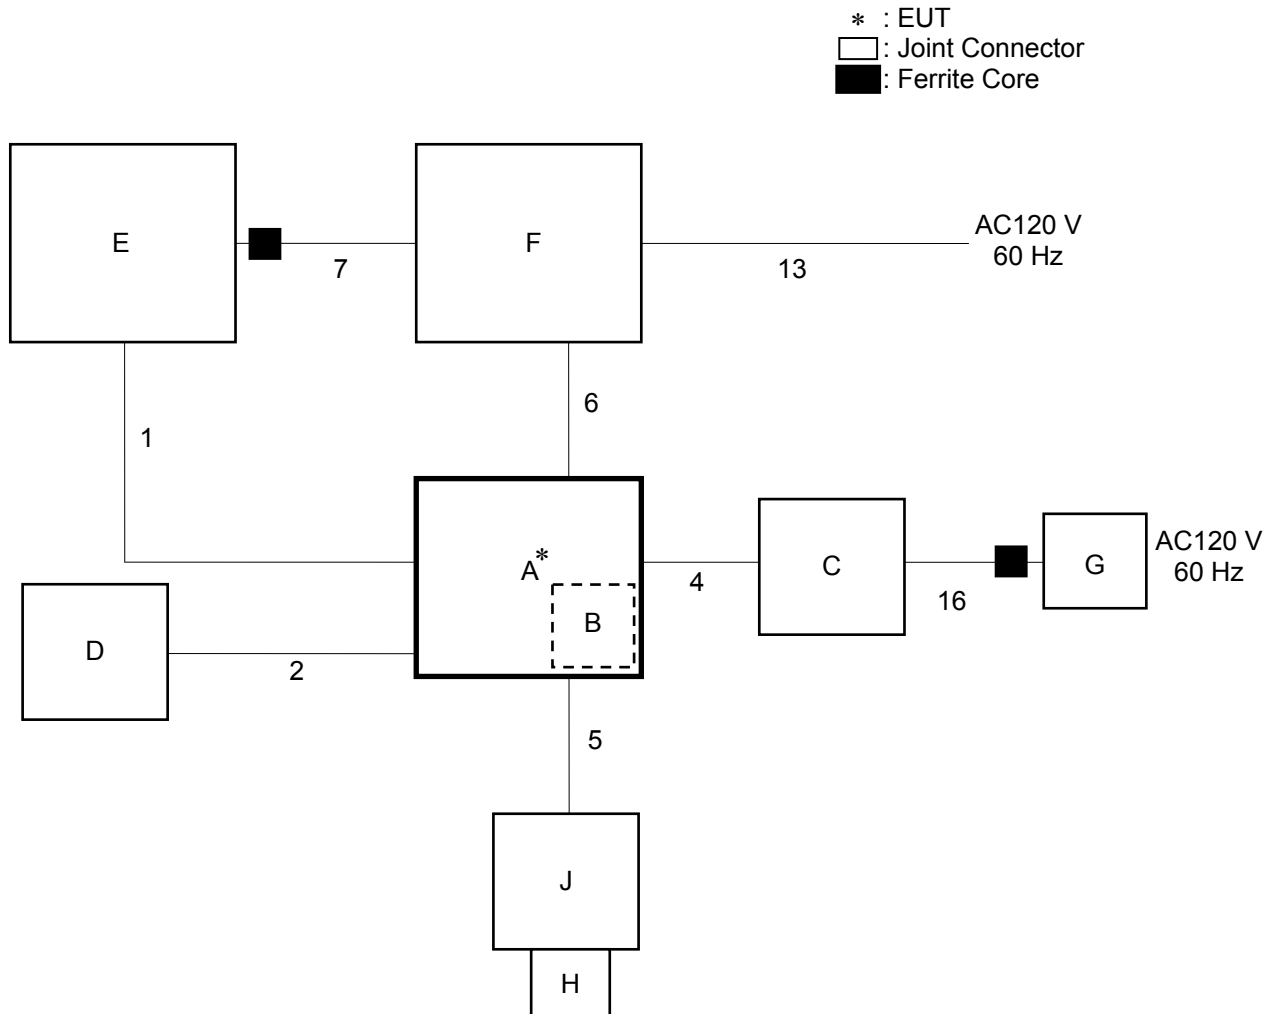 * : EUT
: Joint Connector
: Ferrite Core
E
F
7
13
AC120 V
60 Hz
1
6
A*
B
4
C
16
G
AC120 V
60 Hz
D
2
5
J
H